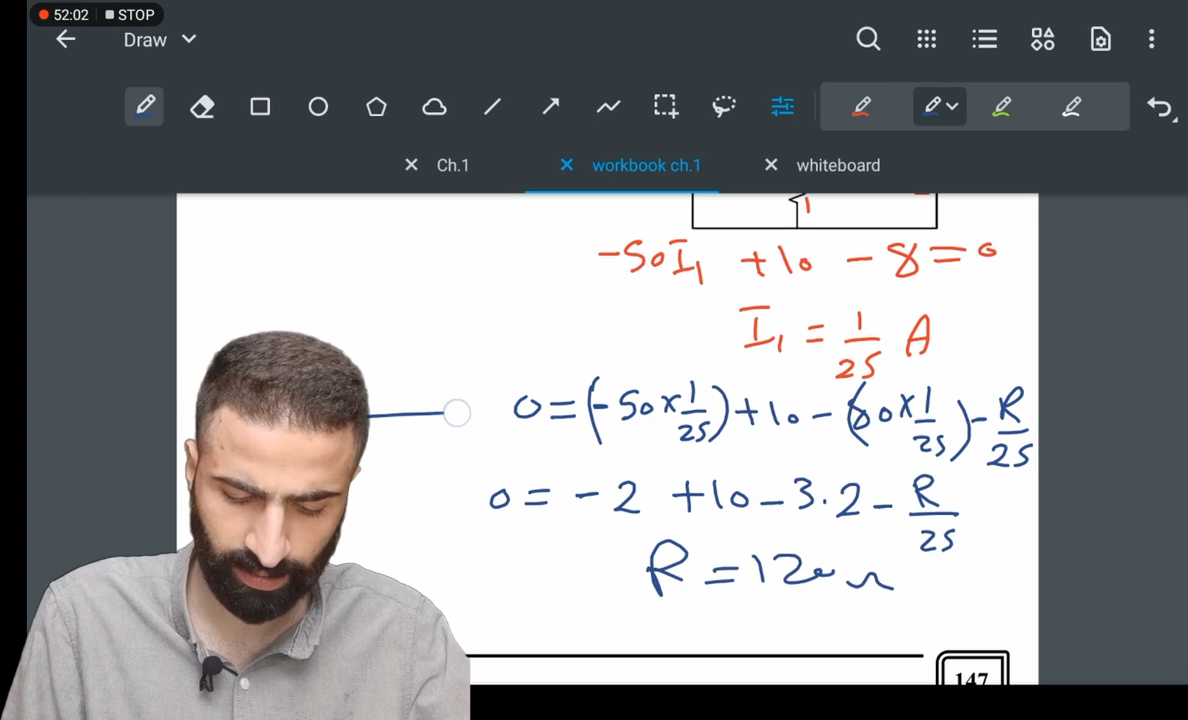 52:02 STOP
Draw
Ch.1 workbook ch.1 whiteboard
1
-50I₁ +10 - 8 = 0
I₁ = 1/25 A
0 = (-50×1/25) +10 - (80×1/25) - R/25
0 = -2 +10 - 3.2 - R/25
R = 120 Ω
147